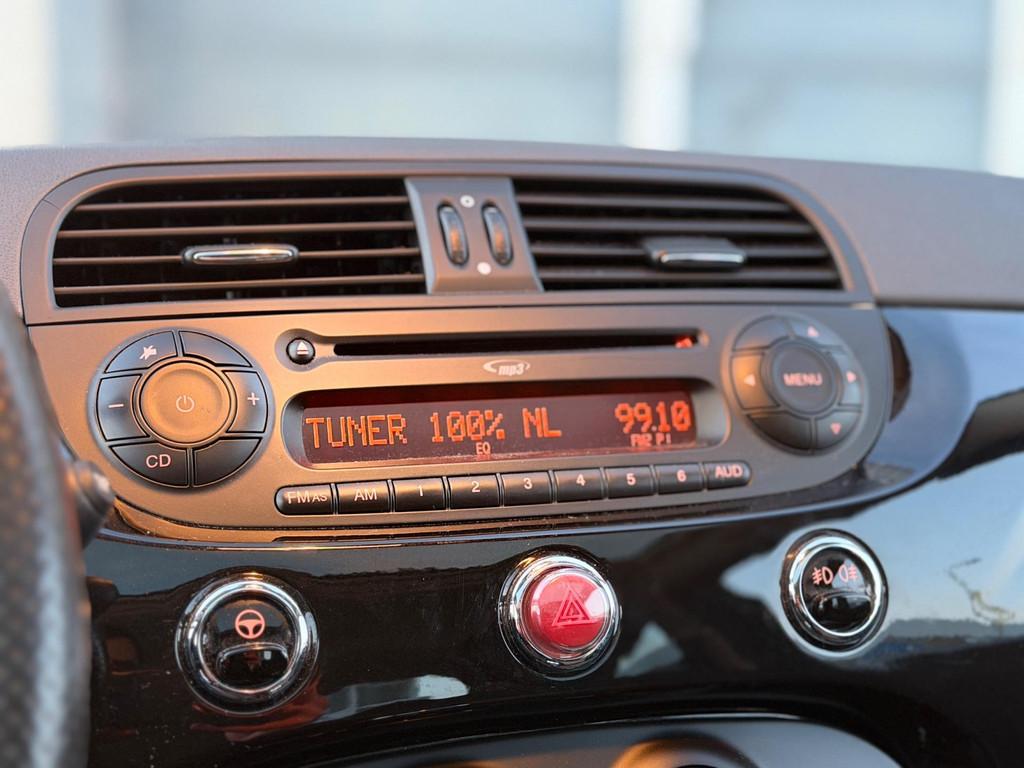 mp3
TUNER 100% NL 99.10
EQ
MENU
CD
FM AS AM 1 2 3 4 5 6 AUD